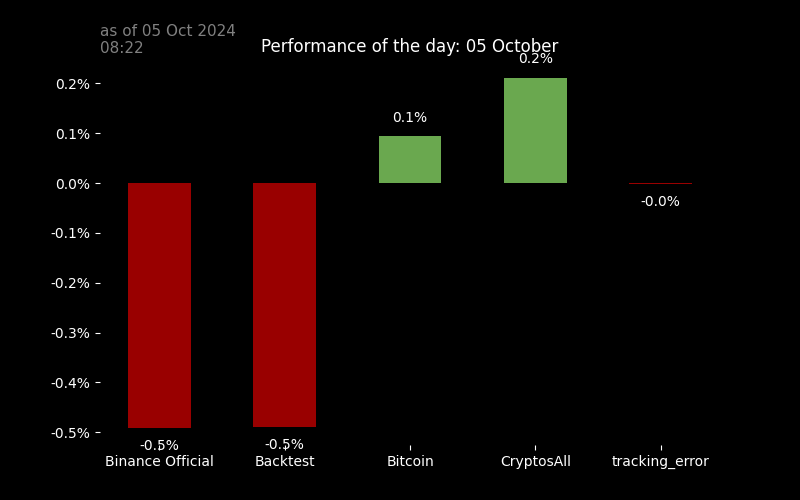 as of 05 Oct 2024
08:22
Performance of the day: 05 October
0.2%
0.2%
0.1%
0.1%
0.0%
-0.0%
-0.1%
-0.2%
-0.3%
-0.4%
-0.5%
-0.5%
-0.5%
Binance Official
Backtest
Bitcoin
CryptosAll
tracking_error